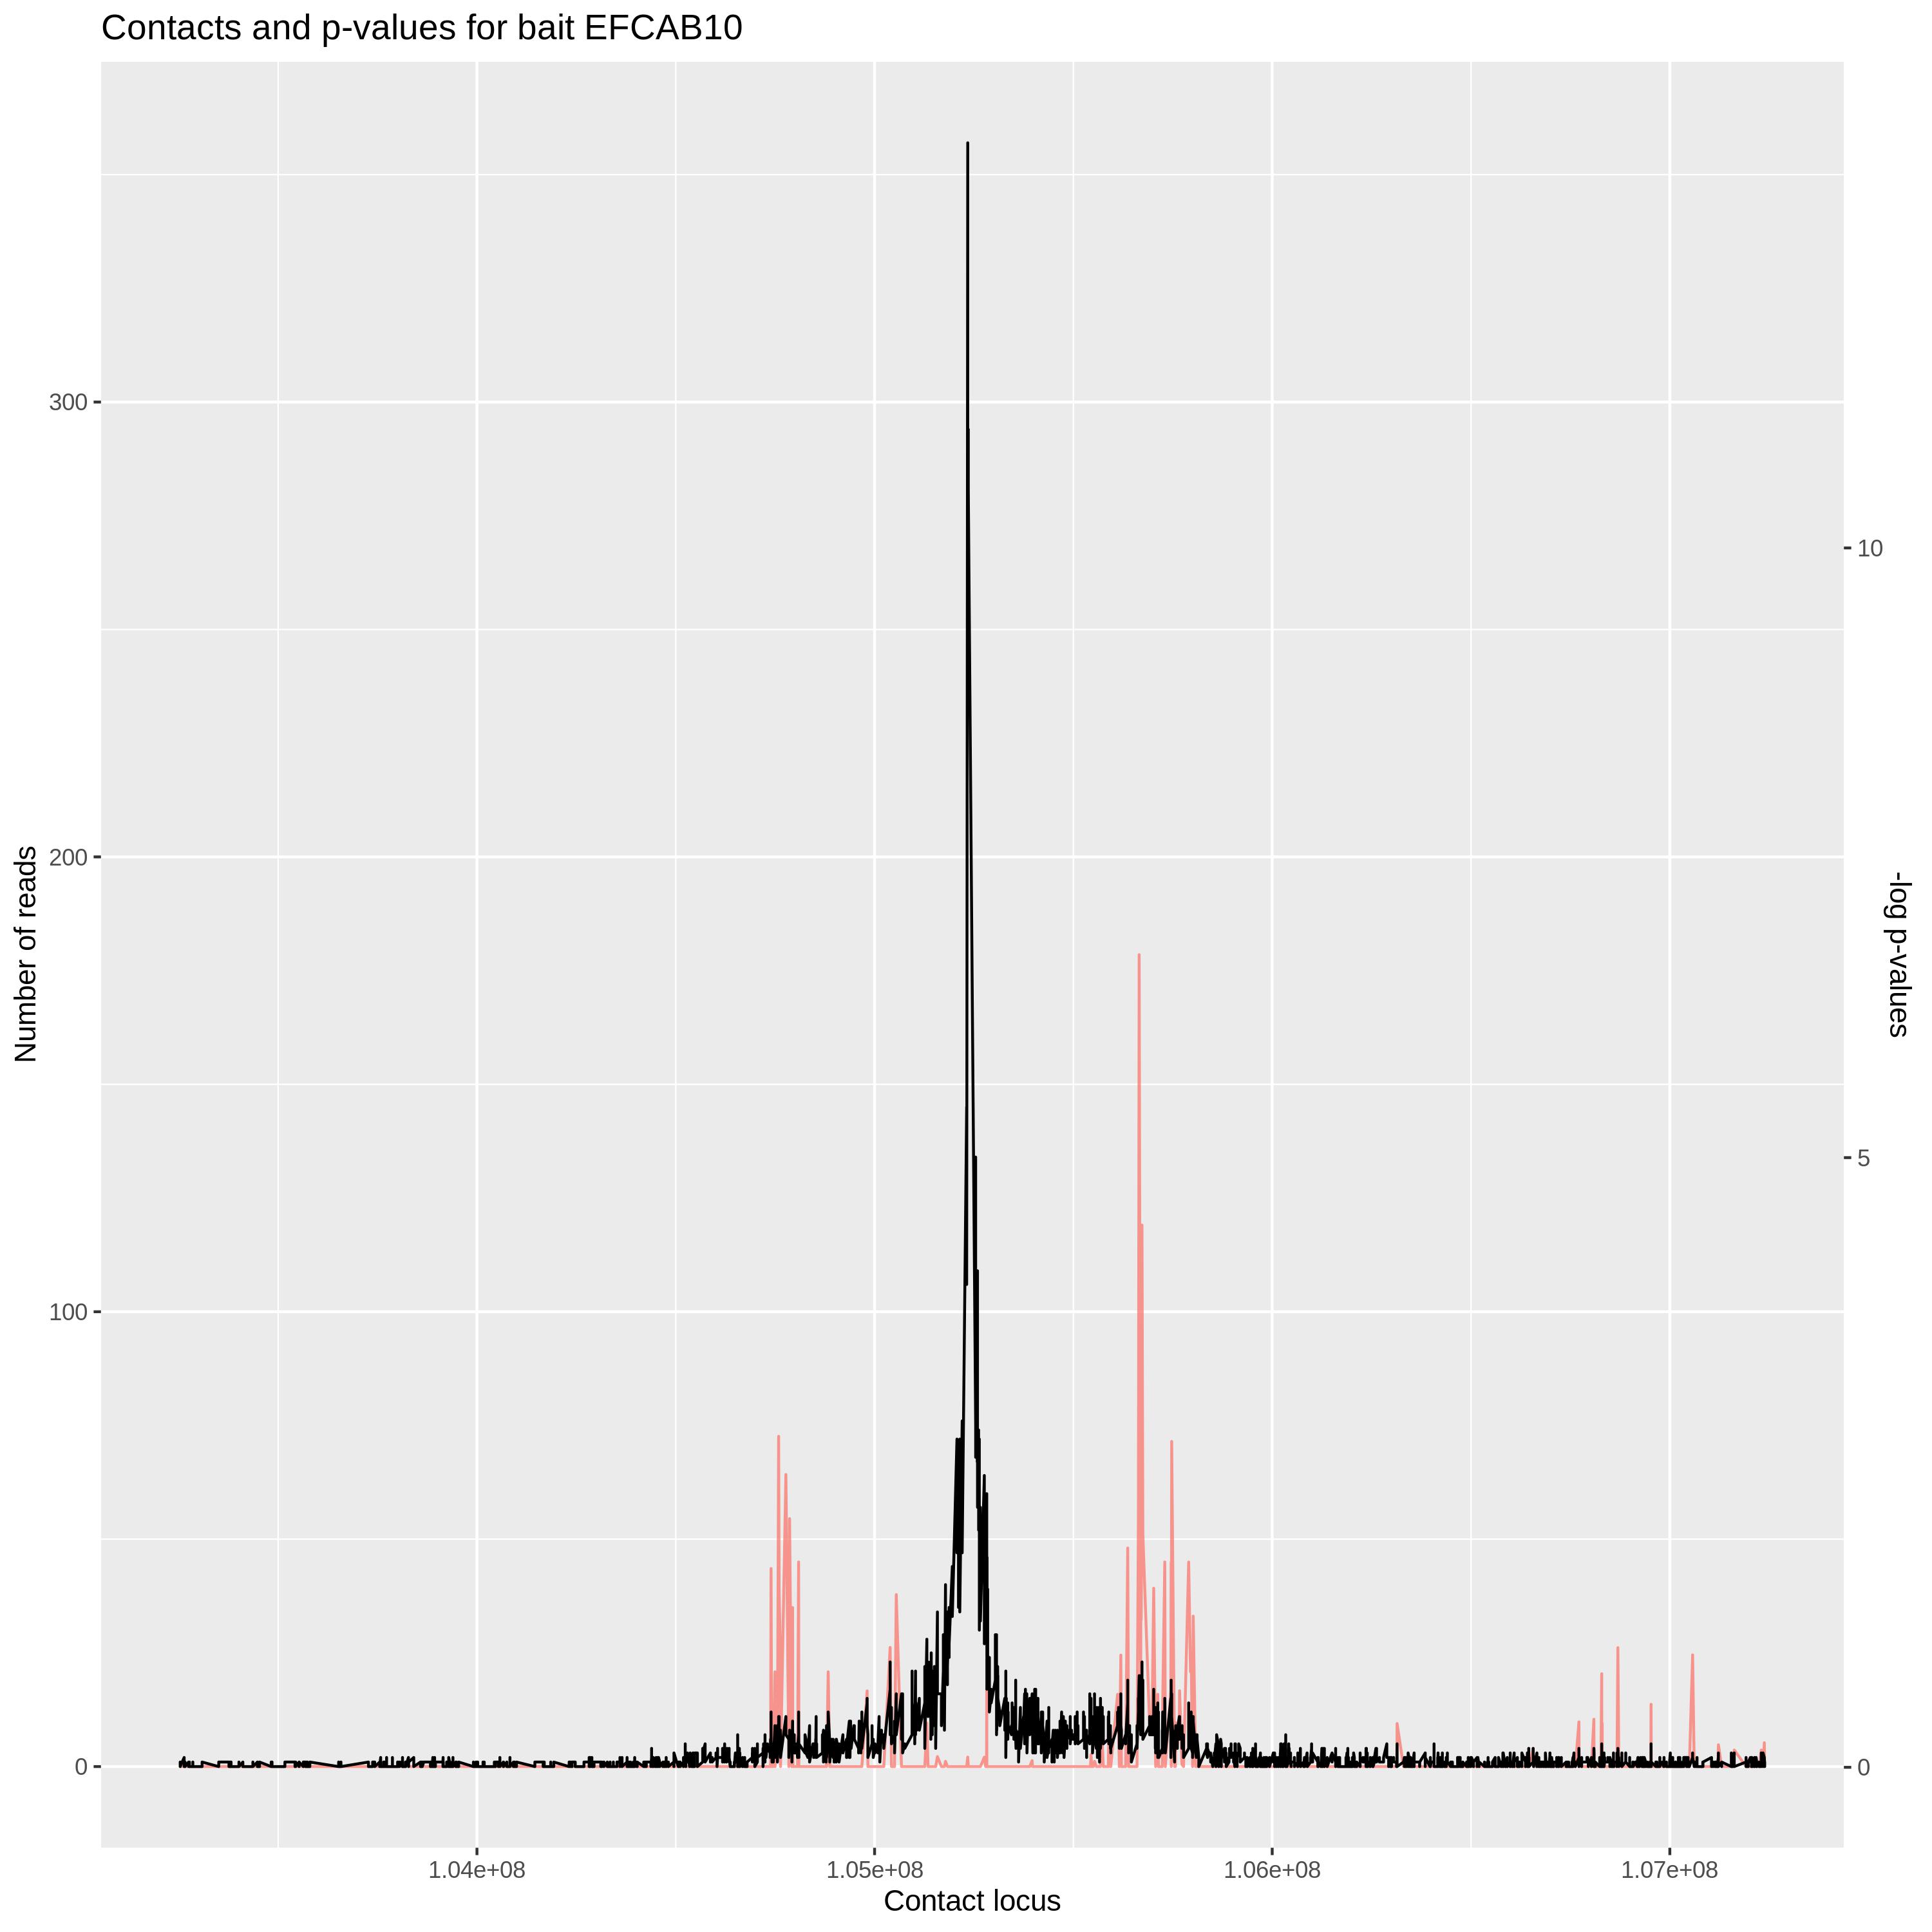 Contacts and p-values for bait EFCAB10
Number of reads
300
200
100
0
10
5
0
-log p-values
1.04e+08
1.05e+08
1.06e+08
1.07e+08
Contact locus